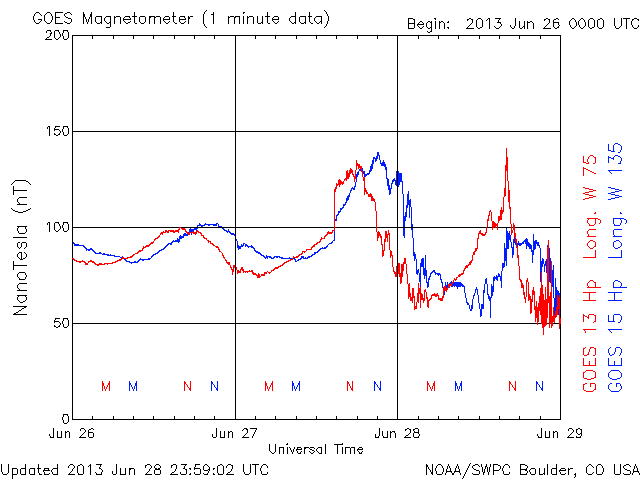 GOES Magnetometer (1 minute data)
Begin: 2013 Jun 26 0000 UTC
200
150
100
50
0
NanoTesla (nT)
M M N N M M N N M M N N
Jun 26 Jun 27 Jun 28 Jun 29
Universal Time
GOES 13 Hp Long. W 75
GOES 15 Hp Long. W 135
Updated 2013 Jun 28 23:59:02 UTC
NOAA/SWPC Boulder, CO USA